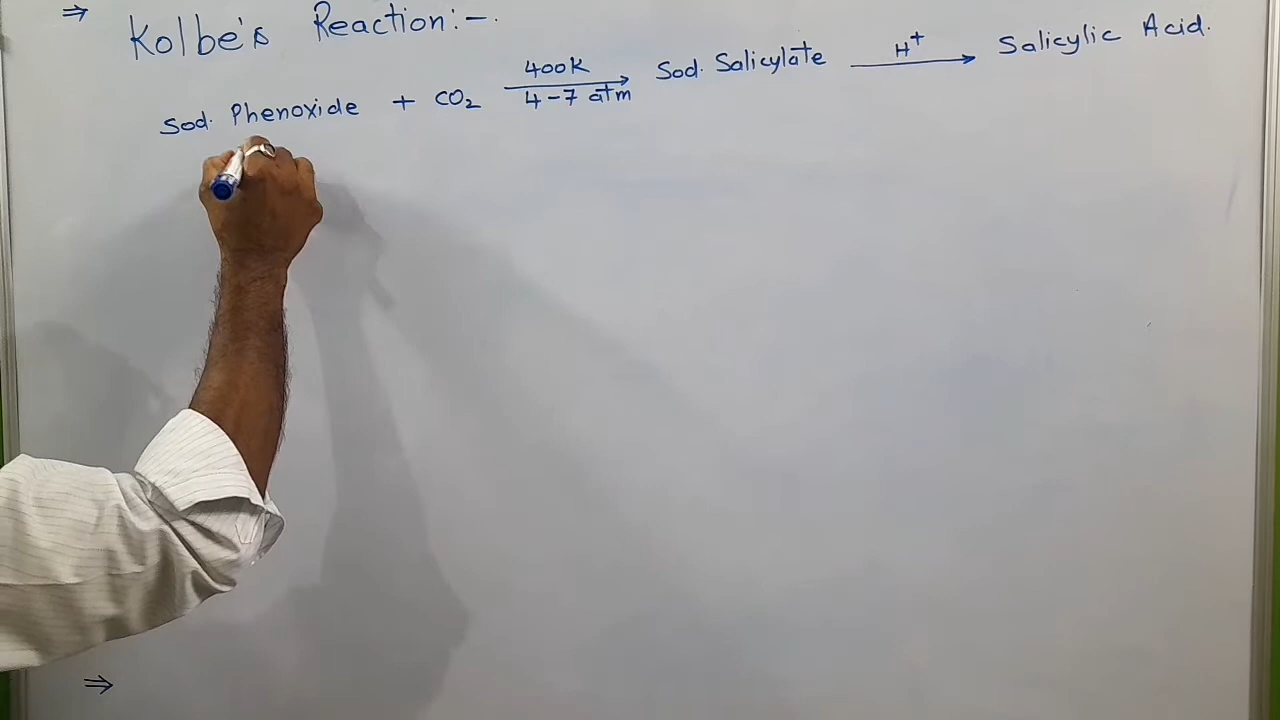 ⇒ Kolbe's Reaction:-.
Sod. Phenoxide + CO₂ 400K 4-7 atm → Sod. Salicylate H⁺ → Salicylic Acid.
⇒